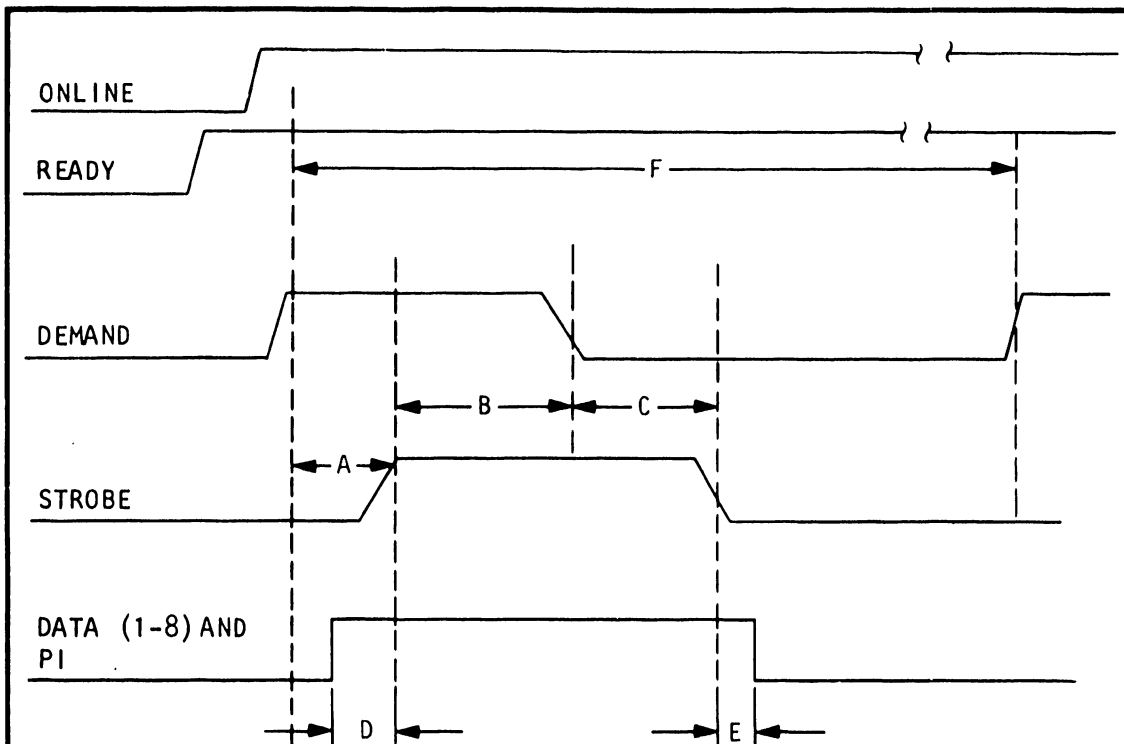 ONLINE
READY
F
DEMAND
B
C
A
STROBE
DATA (1-8) AND
PI
D
E